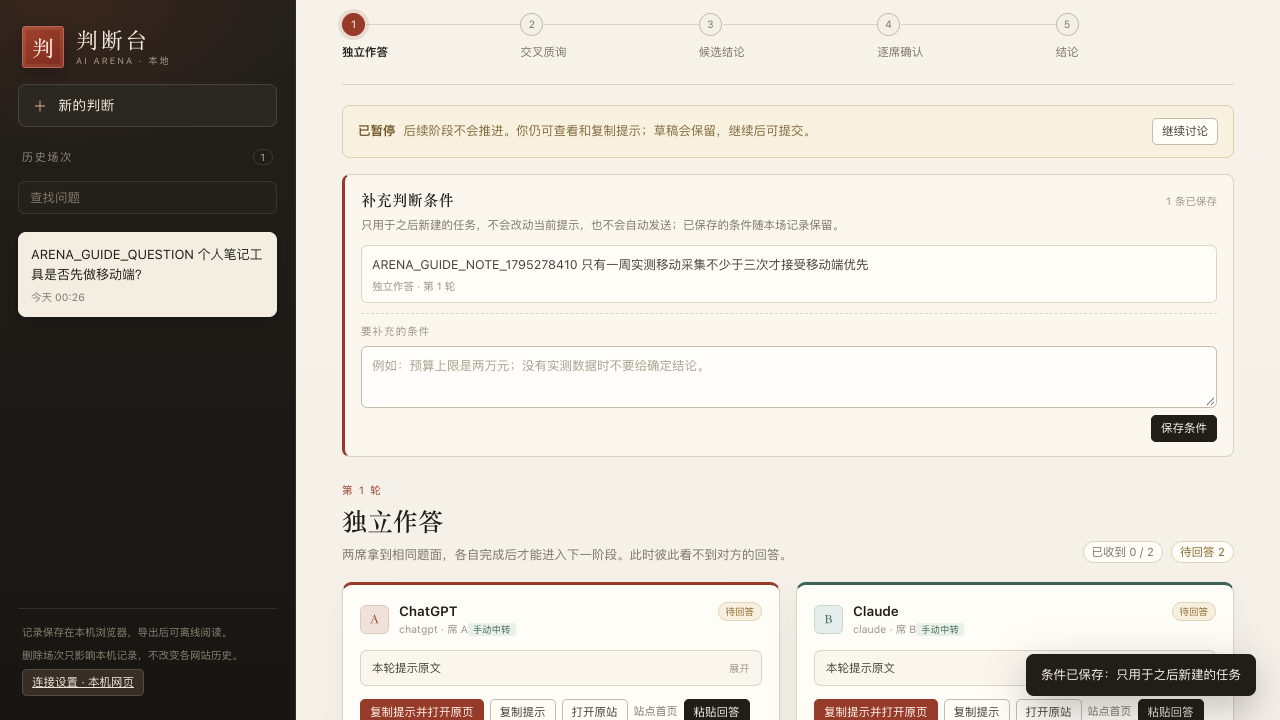 判
判断台
AI ARENA · 本地
+ 新的判断
历史场次
1
查找问题
ARENA_GUIDE_QUESTION 个人笔记工
具是否先做移动端?
今天 00:26
记录保存在本机浏览器，导出后可离线阅读。
删除场次只影响本机记录，不改变各网站历史。
连接设置 · 本机网页
1
2
3
4
5
独立作答
交叉质询
候选结论
逐席确认
结论
已暂停 后续阶段不会推进。你仍可查看和复制提示；草稿会保留，继续后可提交。
继续讨论
补充判断条件
1 条已保存
只用于之后新建的任务，不会改动当前提示，也不会自动发送；已保存的条件随本场记录保留。
ARENA_GUIDE_NOTE_1795278410 只有一周实测移动采集不少于三次才接受移动端优先
独立作答 · 第 1 轮
要补充的条件
例如：预算上限是两万元；没有实测数据时不要给确定结论。
保存条件
第 1 轮
独立作答
两席拿到相同题面，各自完成后才能进入下一阶段。此时彼此看不到对方的回答。
已收到 0 / 2
待回答 2
A
ChatGPT
chatgpt · 席 A 手动中转
待回答
本轮提示原文
展开
复制提示并打开原页
复制提示
打开原站
站点首页
粘贴回答
B
Claude
claude · 席 B 手动中转
待回答
本轮提示原文
复制提示并打开原页
复制提示
打开原站
站点首页
粘贴回答
条件已保存：只用于之后新建的任务